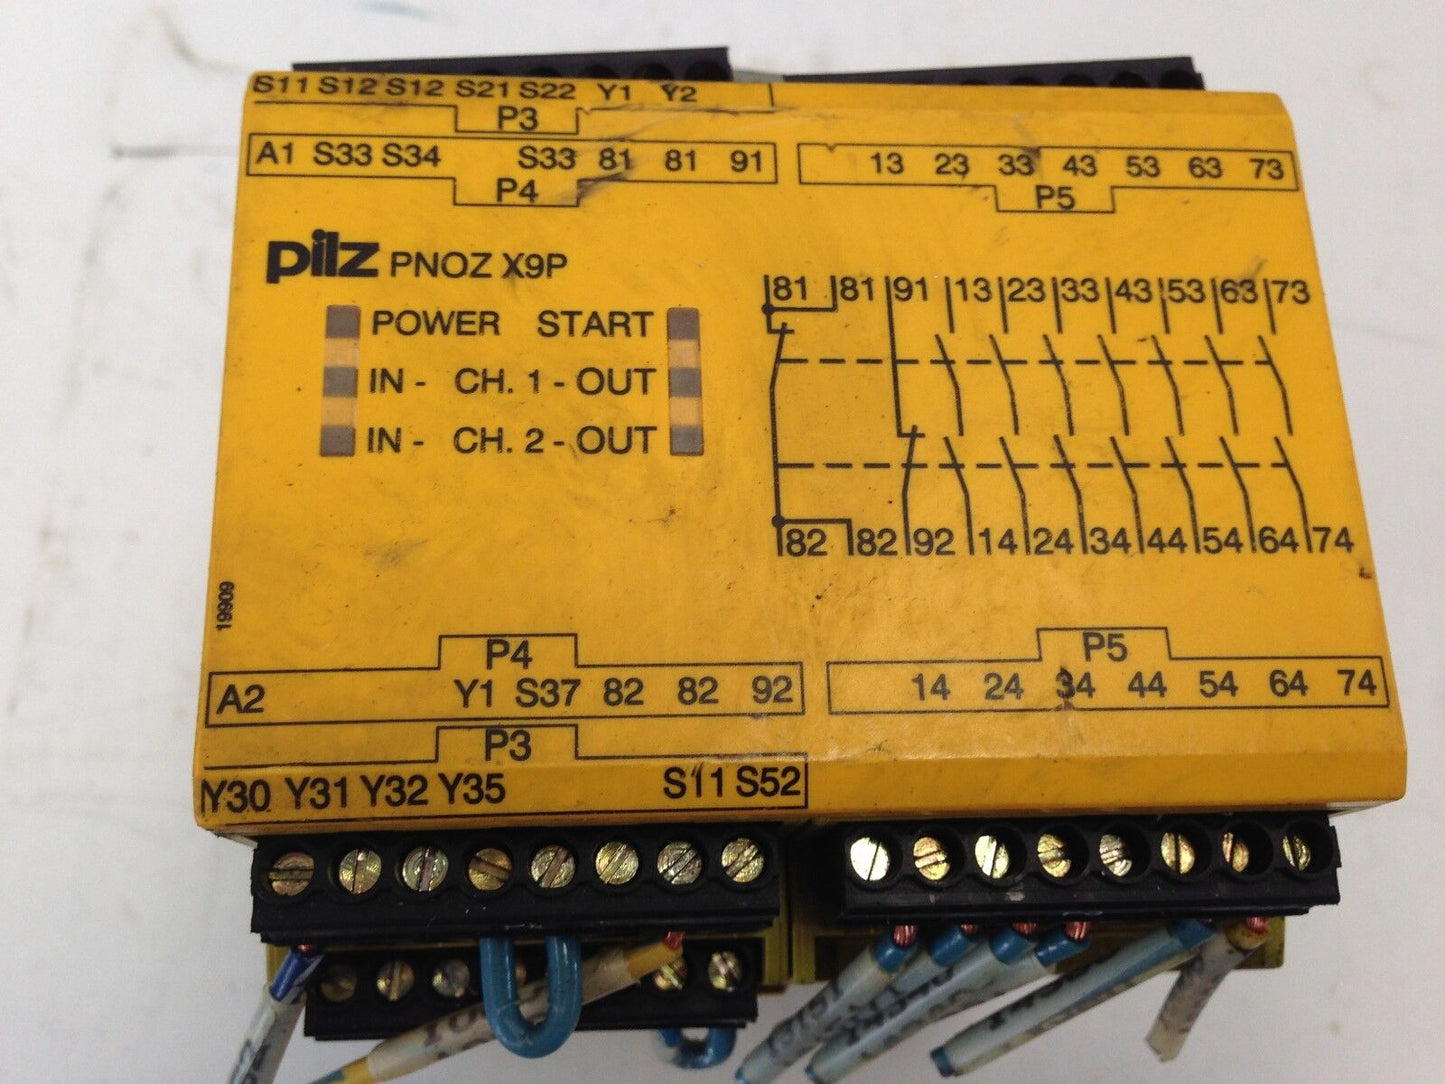 S11 S12 S12 S21 S22 Y1 Y2
P3
A1 S33 S34 S33 81 81 91
P4
13 23 33 43 53 63 73
P5
pilz PNOZ X9P
POWER START
IN - CH. 1 - OUT
IN - CH. 2 - OUT
81 81 91 13 23 33 43 53 63 73
82 82 92 14 24 34 44 54 64 74
19909
P4
A2 Y1 S37 82 82 92
P3
Y30 Y31 Y32 Y35 S11 S52
P5
14 24 34 44 54 64 74